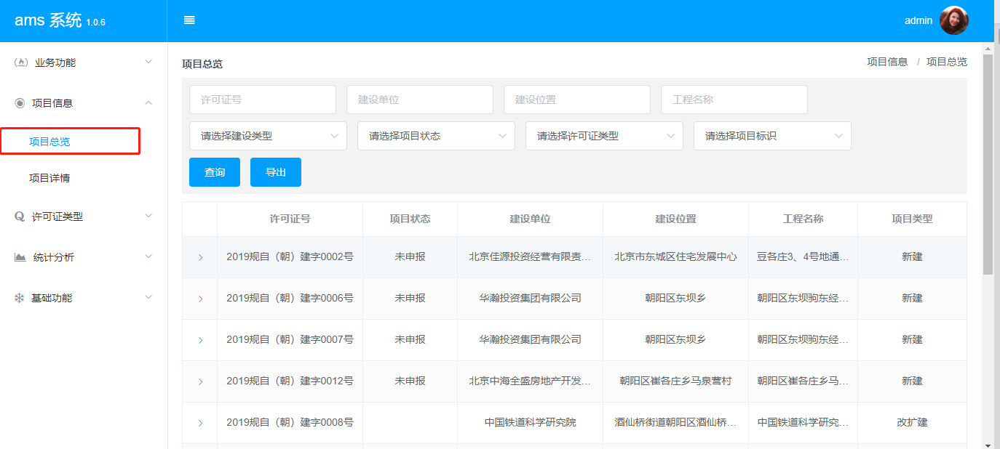 ams 系统 1.0.6
admin
业务功能
项目信息
项目总览
项目详情
许可证类型
统计分析
基础功能
项目总览
项目信息 / 项目总览
许可证号 建设单位 建设位置 工程名称
请选择建设类型 请选择项目状态 请选择许可证类型 请选择项目标识
查询 导出
许可证号 项目状态 建设单位 建设位置 工程名称 项目类型
2019规自（朝）建字0002号 未申报 北京佳源投资经营有限责... 北京市东城区住宅发展中心 豆各庄3、4号地通... 新建
2019规自（朝）建字0006号 未申报 华瀚投资集团有限公司 朝阳区东坝乡 朝阳区东坝驹东经... 新建
2019规自（朝）建字0007号 未申报 华瀚投资集团有限公司 朝阳区东坝乡 朝阳区东坝驹东经... 新建
2019规自（朝）建字0012号 未申报 北京中海全盛房地产开发... 朝阳区崔各庄乡马泉营村 朝阳区崔各庄乡马... 新建
2019规自（朝）建字0008号 中国铁道科学研究院 酒仙桥街道朝阳区酒仙桥... 中国铁道科学研究... 改扩建